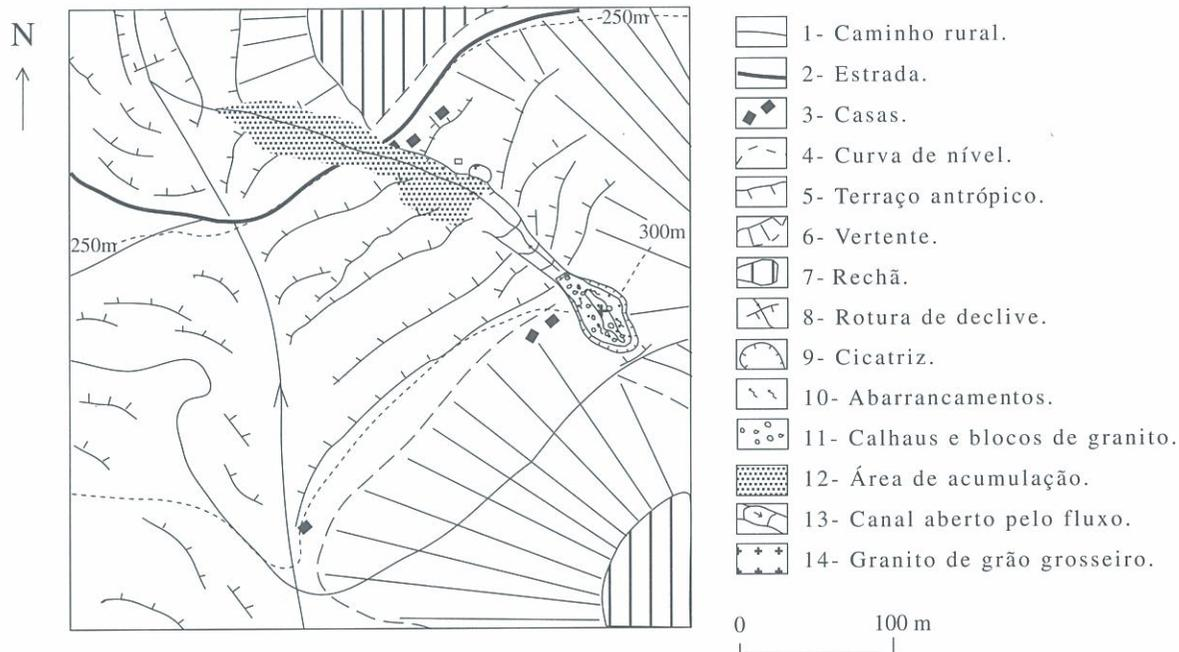 N
250m
250m
300m
1- Caminho rural.
2- Estrada.
3- Casas.
4- Curva de nível.
5- Terraço antrópico.
6- Vertente.
7- Rechã.
8- Rotura de declive.
9- Cicatriz.
10- Abarrancamentos.
11- Calhaus e blocos de granito.
12- Área de acumulação.
13- Canal aberto pelo fluxo.
14- Granito de grão grosseiro.
0 100 m